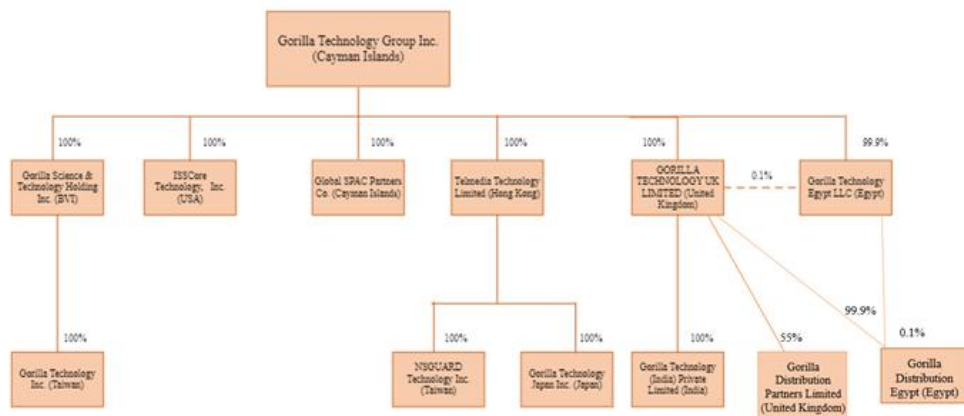 Gorilla Technology Group Inc.
(Cayman Islands)
100%
100%
100%
100%
100%
99.9%
Gorilla Science &
Technology Holding
Inc. (BVI)
ISSCore
Technology, Inc.
(USA)
Global SPAC Partners
Co. (Cayman Islands)
Telmedia Technology
Limited (Hong Kong)
GORILLA
TECHNOLOGY UK
LIMITED (United
Kingdom)
0.1%
Gorilla Technology
Egypt LLC (Egypt)
100%
100%
100%
100%
55%
99.9%
0.1%
Gorilla Technology
Inc. (Taiwan)
NSGUARD
Technology Inc.
(Taiwan)
Gorilla Technology
Japan Inc. (Japan)
Gorilla Technology
(India) Private
Limited (India)
Gorilla
Distribution
Partners Limited
(United Kingdom)
Gorilla
Distribution
Egypt (Egypt)